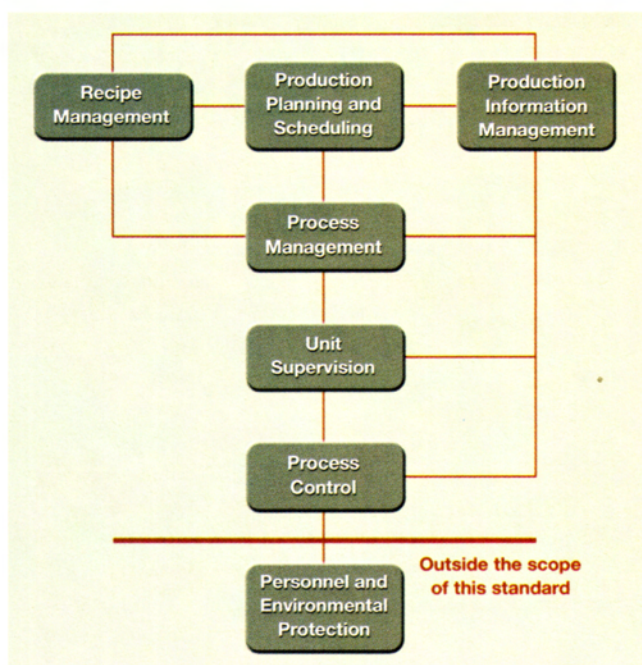 Recipe
Management
Production
Planning and
Scheduling
Production
Information
Management
Process
Management
Unit
Supervision
Process
Control
Outside the scope
of this standard
Personnel and
Environmental
Protection